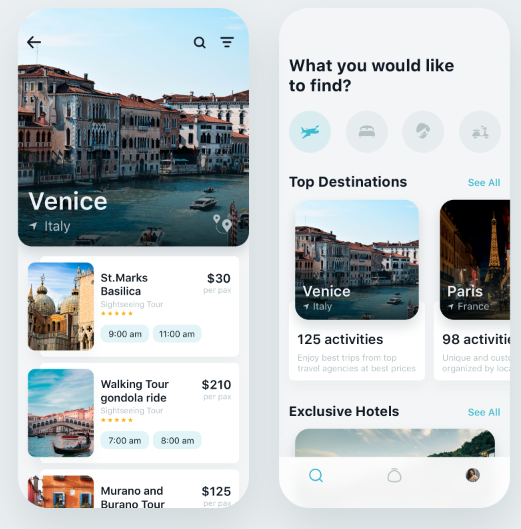 Venice
Italy
St.Marks
Basilica
$30
per pax
Sightseeing Tour
9:00 am
11:00 am
Walking Tour
gondola ride
$210
per pax
Sightseeing Tour
7:00 am
8:00 am
Murano and
Burano Tour
$125
per pax
What you would like
to find?
Top Destinations
See All
Venice
Italy
125 activities
Enjoy best trips from top
travel agencies at best prices
Paris
France
98 activitie
Unique and custo
organized by loca
Exclusive Hotels
See All